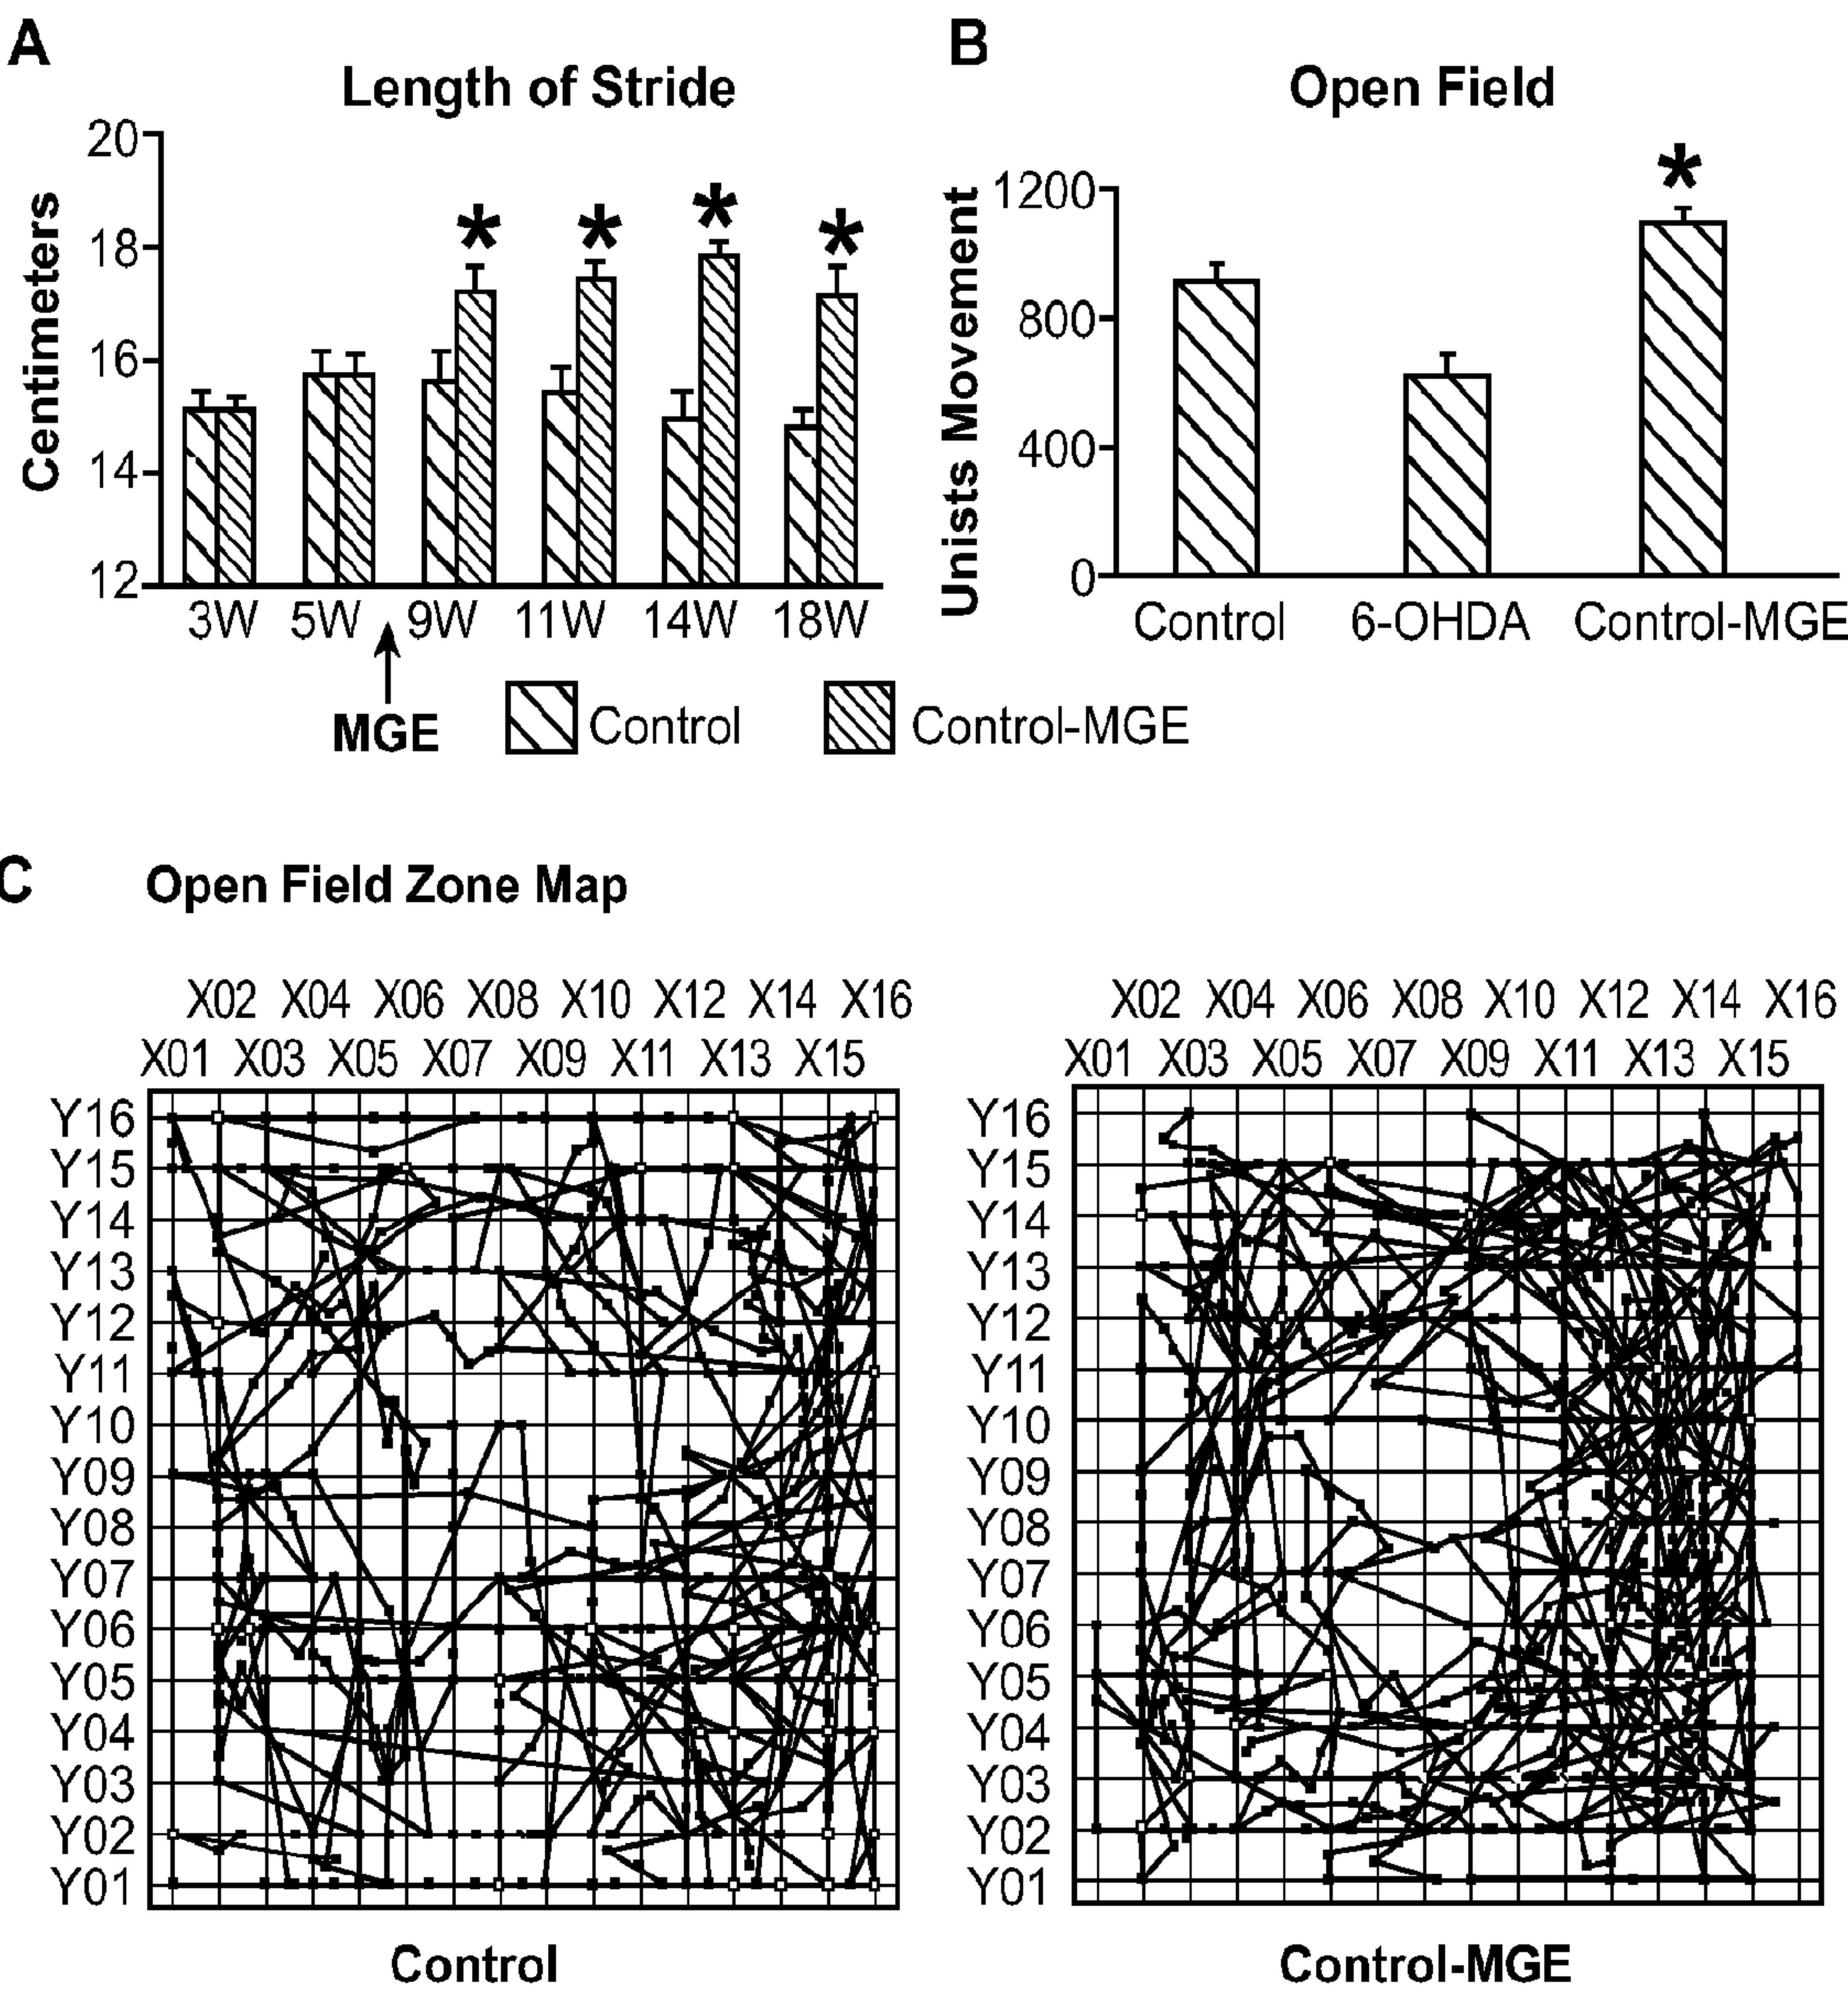 A
Length of Stride
20
18
16
14
12
Centimeters
* * * *
3W 5W 9W 11W 14W 18W
MGE
Control
Control-MGE
B
Open Field
*
1200
800
400
0
Unists Movement
Control 6-OHDA Control-MGE
C
Open Field Zone Map
X02 X04 X06 X08 X10 X12 X14 X16
X01 X03 X05 X07 X09 X11 X13 X15
Y16
Y15
Y14
Y13
Y12
Y11
Y10
Y09
Y08
Y07
Y06
Y05
Y04
Y03
Y02
Y01
Control
X02 X04 X06 X08 X10 X12 X14 X16
X01 X03 X05 X07 X09 X11 X13 X15
Y16
Y15
Y14
Y13
Y12
Y11
Y10
Y09
Y08
Y07
Y06
Y05
Y04
Y03
Y02
Y01
Control-MGE